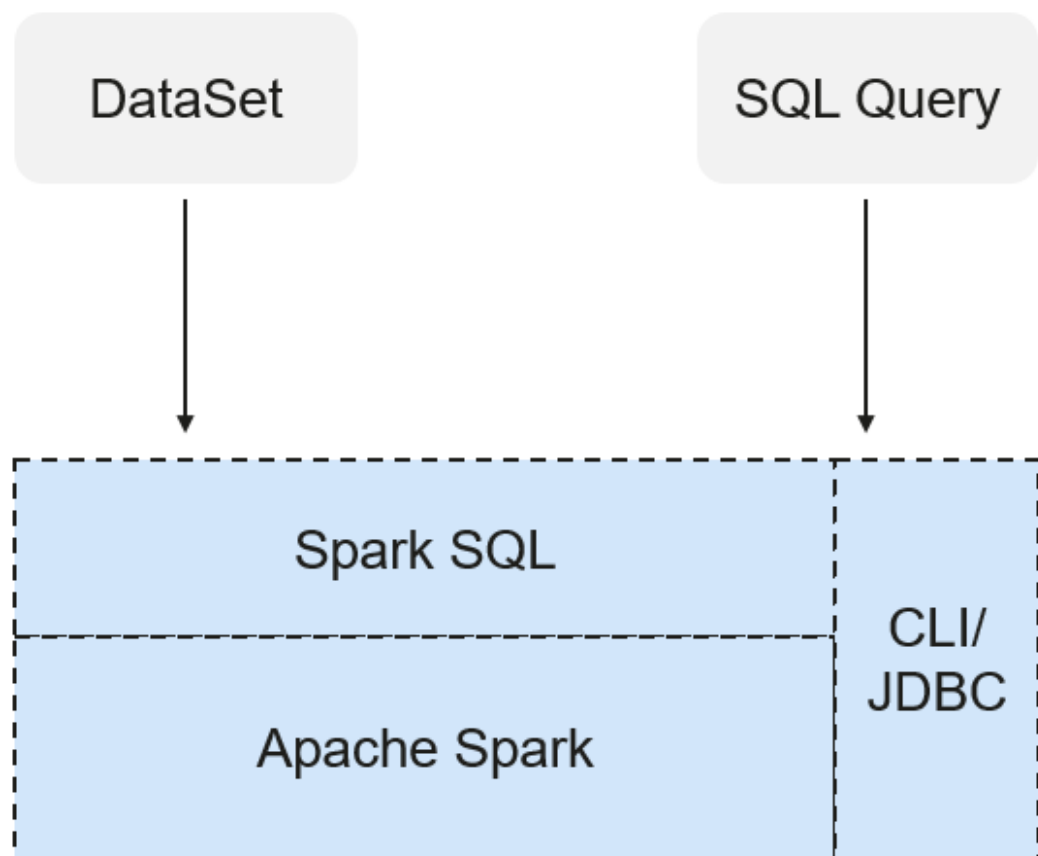 DataSet
SQL Query
Spark SQL
CLI/
JDBC
Apache Spark